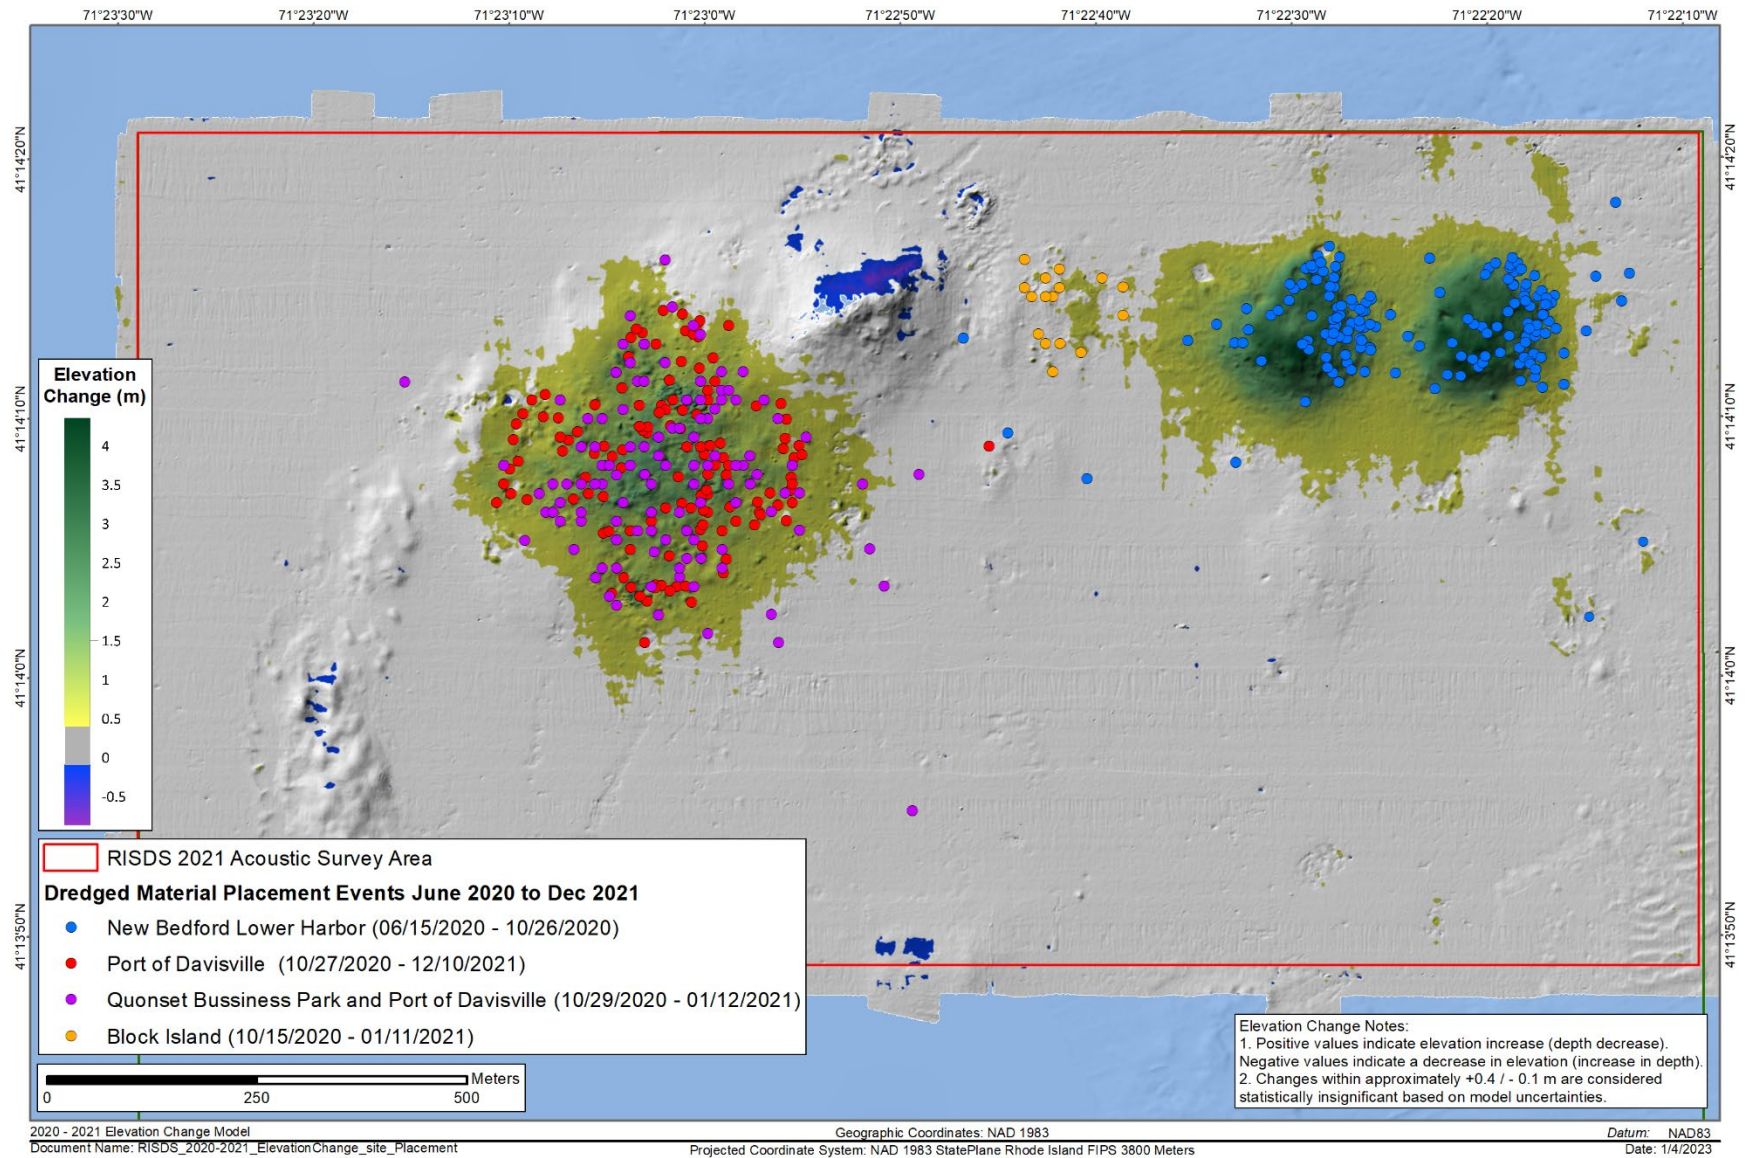 71°23'30"W 71°23'20"W 71°23'10"W 71°23'0"W 71°22'50"W 71°22'40"W 71°22'30"W 71°22'20"W 71°22'10"W
41°14'20"N 41°14'20"N
41°14'10"N 41°14'10"N
41°14'0"N 41°14'0"N
41°13'50"N 41°13'50"N
Elevation
Change (m)
4
3.5
3
2.5
2
1.5
1
0.5
0
-0.5
RISDS 2021 Acoustic Survey Area
Dredged Material Placement Events June 2020 to Dec 2021
New Bedford Lower Harbor (06/15/2020 - 10/26/2020)
Port of Davisville (10/27/2020 - 12/10/2021)
Quonset Bussiness Park and Port of Davisville (10/29/2020 - 01/12/2021)
Block Island (10/15/2020 - 01/11/2021)
Meters
0 250 500
Elevation Change Notes:
1. Positive values indicate elevation increase (depth decrease).
Negative values indicate a decrease in elevation (increase in depth).
2. Changes within approximately +0.4 / - 0.1 m are considered
statistically insignificant based on model uncertainties.
2020 - 2021 Elevation Change Model Geographic Coordinates: NAD 1983 Datum: NAD83
Document Name: RISDS_2020-2021_ElevationChange_site_Placement Projected Coordinate System: NAD 1983 StatePlane Rhode Island FIPS 3800 Meters Date: 1/4/2023